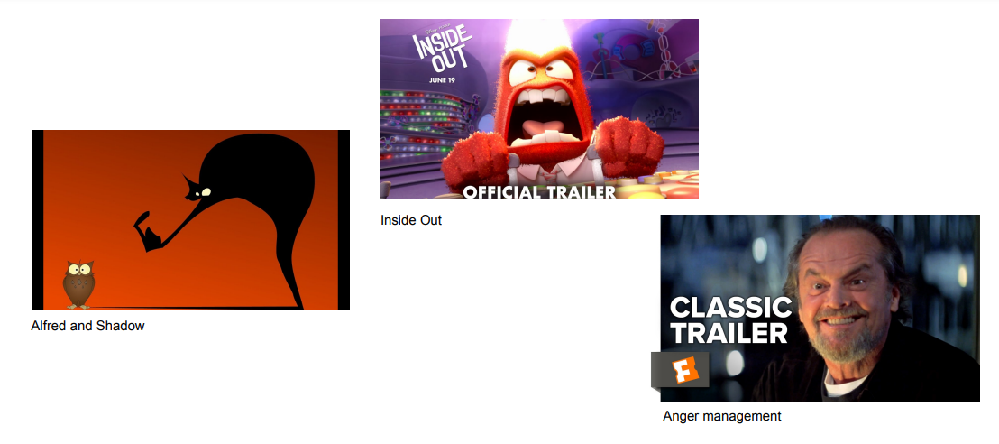 INSIDE
OUT
JUNE 19
OFFICIAL TRAILER
Inside Out
Alfred and Shadow
CLASSIC
TRAILER
F
Anger management